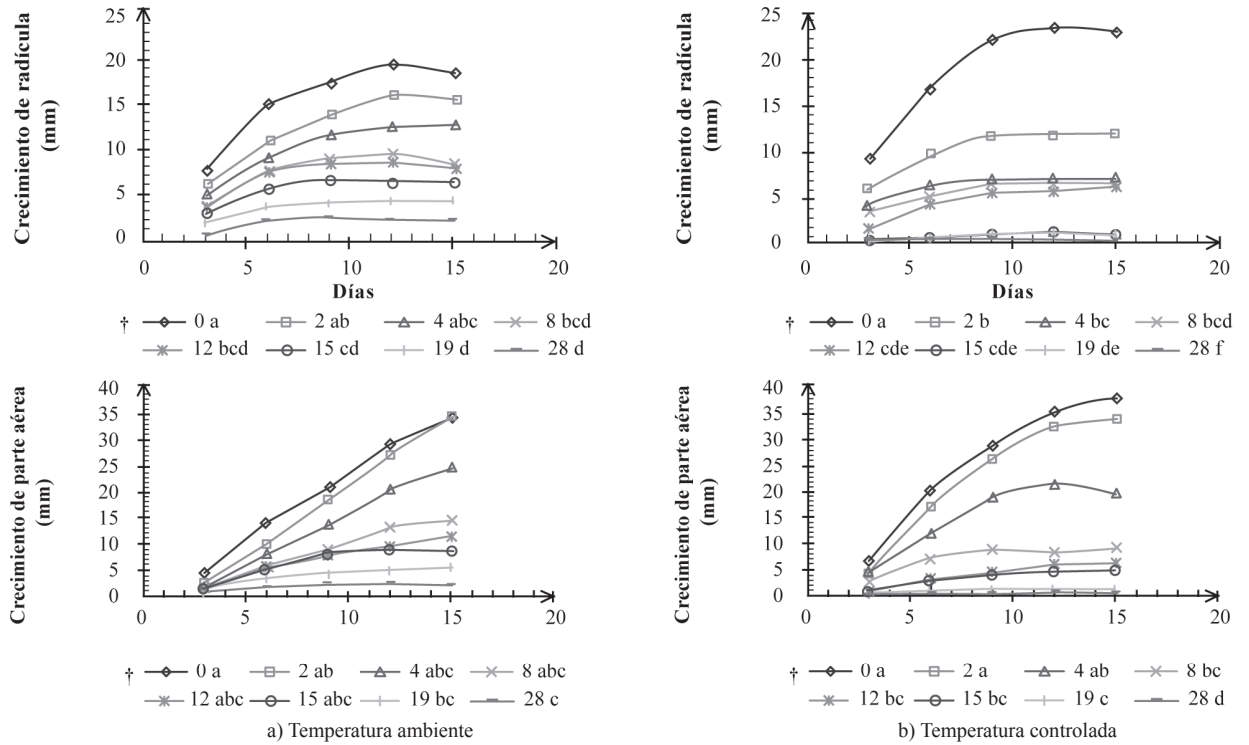 Crecimiento de radícula
(mm)
25
20
15
10
5
0
0 5 10 15 20
Días
† 0 a 2 ab 4 abc 8 bcd
12 bcd 15 cd 19 d 28 d
Crecimiento de radícula
(mm)
25
20
15
10
5
0
0 5 10 15 20
Días
† 0 a 2 b 4 bc 8 bcd
12 cde 15 cde 19 de 28 f
Crecimiento de parte aérea
(mm)
40
35
30
25
20
15
10
5
0
0 5 10 15 20
† 0 a 2 ab 4 abc 8 abc
12 abc 15 abc 19 bc 28 c
a) Temperatura ambiente
Crecimiento de parte aérea
(mm)
40
35
30
25
20
15
10
5
0
0 5 10 15 20
† 0 a 2 a 4 ab 8 bc
12 bc 15 bc 19 c 28 d
b) Temperatura controlada